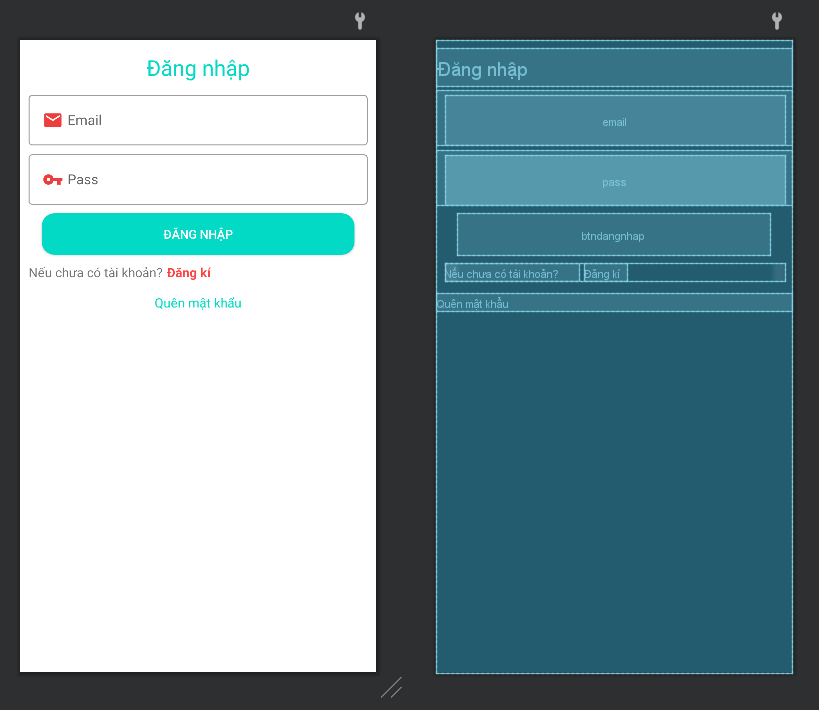 Đăng nhập
Email
Pass
ĐĂNG NHẬP
Nếu chưa có tài khoản? Đăng kí
Quên mật khẩu
Đăng nhập
email
pass
btndangnhap
Nếu chưa có tài khoản? Đăng kí
Quên mật khẩu